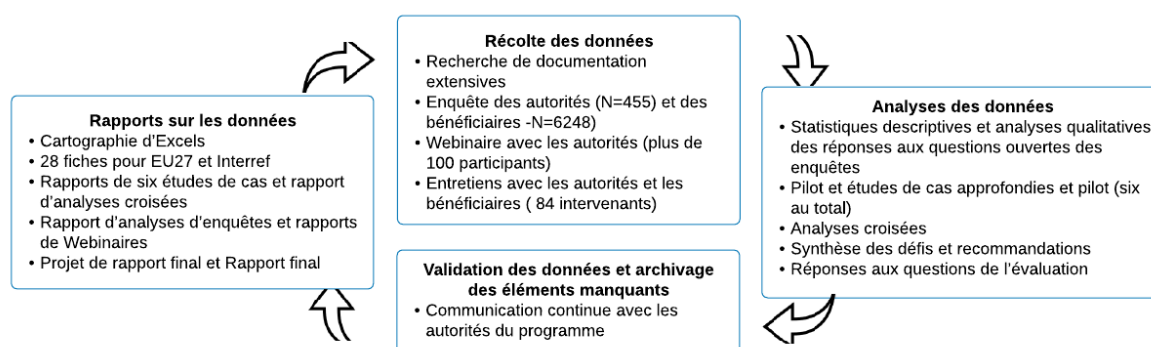 Récolte des données
• Recherche de documentation
extensives
• Enquête des autorités (N=455) et des
bénéficiaires -N=6248)
• Webinaire avec les autorités (plus de
100 participants)
• Entretiens avec les autorités et les
bénéficiaires ( 84 intervenants)
Analyses des données
• Statistiques descriptives et analyses qualitatives
des réponses aux questions ouvertes des
enquêtes
• Pilot et études de cas approfondies et pilot (six
au total)
• Analyses croisées
• Synthèse des défis et recommandations
• Réponses aux questions de l'évaluation
Validation des données et archivage
des éléments manquants
• Communication continue avec les
autorités du programme
Rapports sur les données
• Cartographie d'Excels
• 28 fiches pour EU27 et Interref
• Rapports de six études de cas et rapport
d'analyses croisées
• Rapport d'analyses d'enquêtes et rapports
de Webinaires
• Projet de rapport final et Rapport final